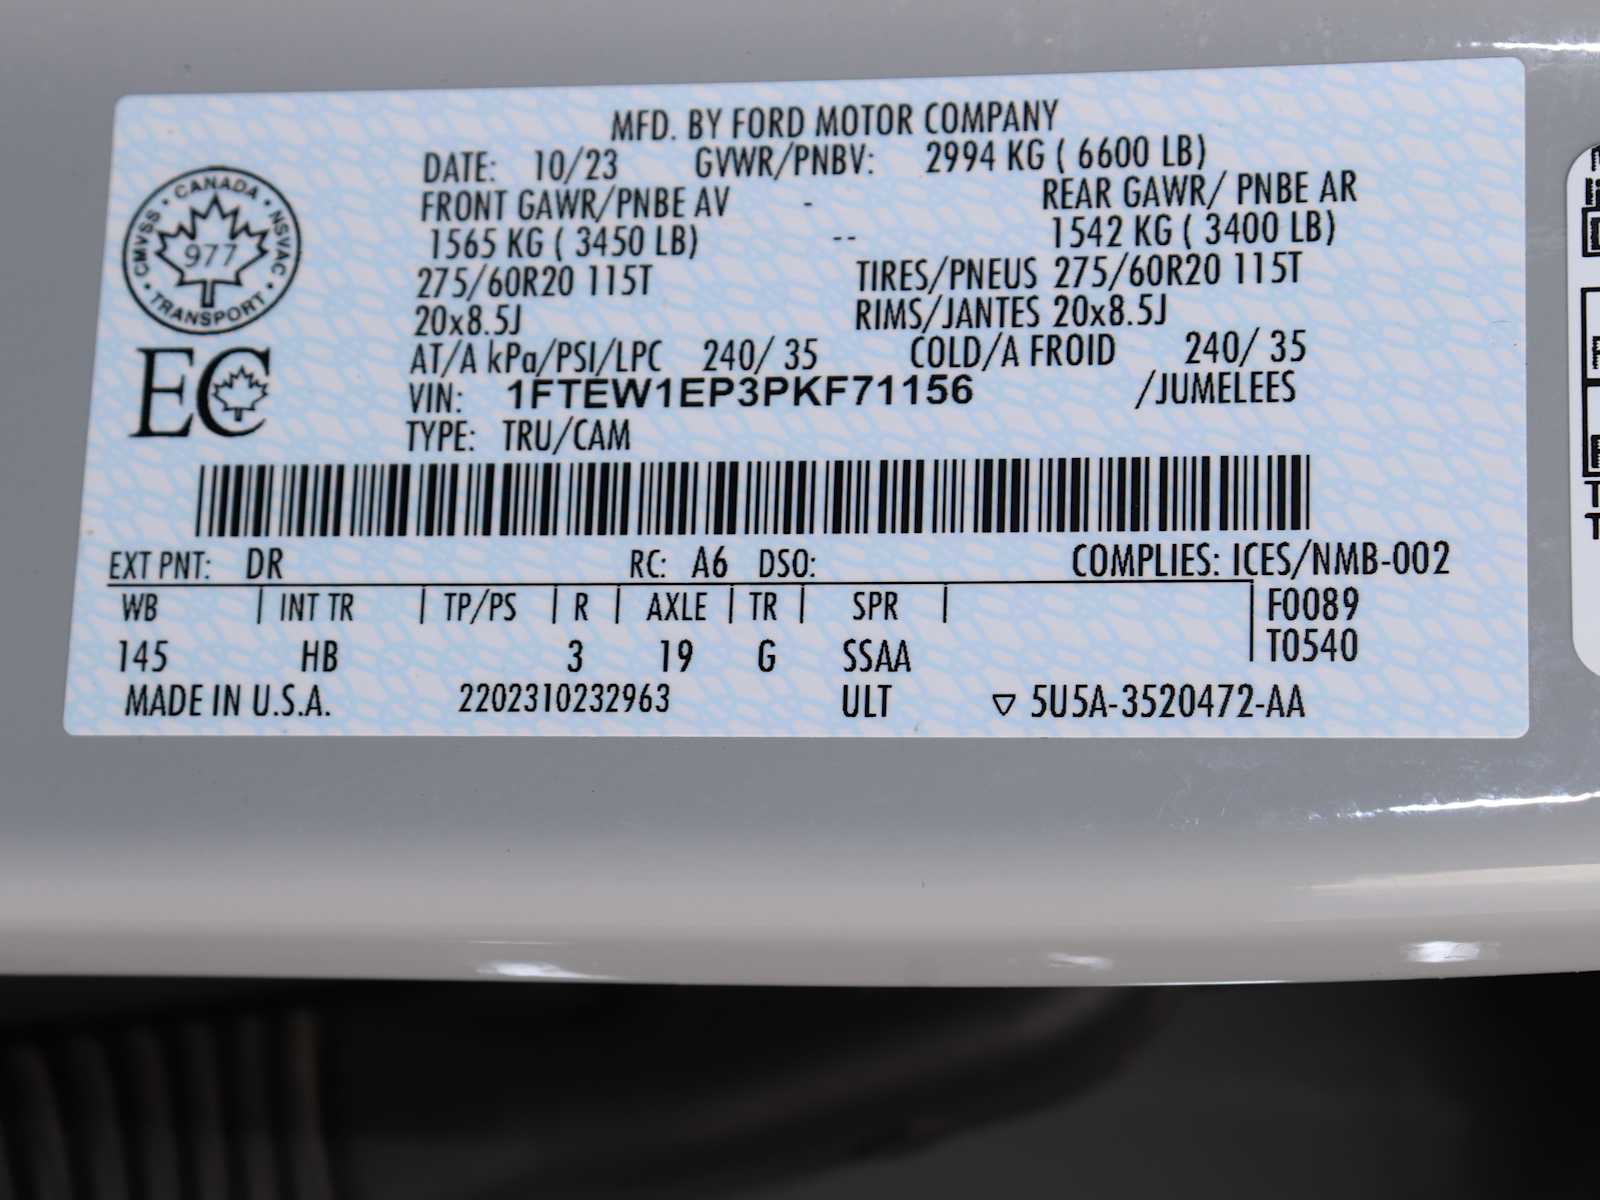 MFD. BY FORD MOTOR COMPANY
DATE: 10/23 GVWR/PNBV: 2994 KG ( 6600 LB)
FRONT GAWR/PNBE AV - REAR GAWR/ PNBE AR
1565 KG ( 3450 LB) -- 1542 KG ( 3400 LB)
275/60R20 115T TIRES/PNEUS 275/60R20 115T
20x8.5J RIMS/JANTES 20x8.5J
AT/A kPa/PSI/LPC 240/ 35 COLD/A FROID 240/ 35
VIN: 1FTEW1EP3PKF71156 /JUMELEES
TYPE: TRU/CAM
CANADA · NSVAC · TRANSPORT · CMVSS ·
977
EC
EXT PNT: DR RC: A6 DSO: COMPLIES: ICES/NMB-002
WB | INT TR | TP/PS | R | AXLE | TR | SPR | F0089
145 HB 3 19 G SSAA T0540
MADE IN U.S.A. 2202310232963 ULT ▽ 5U5A-3520472-AA